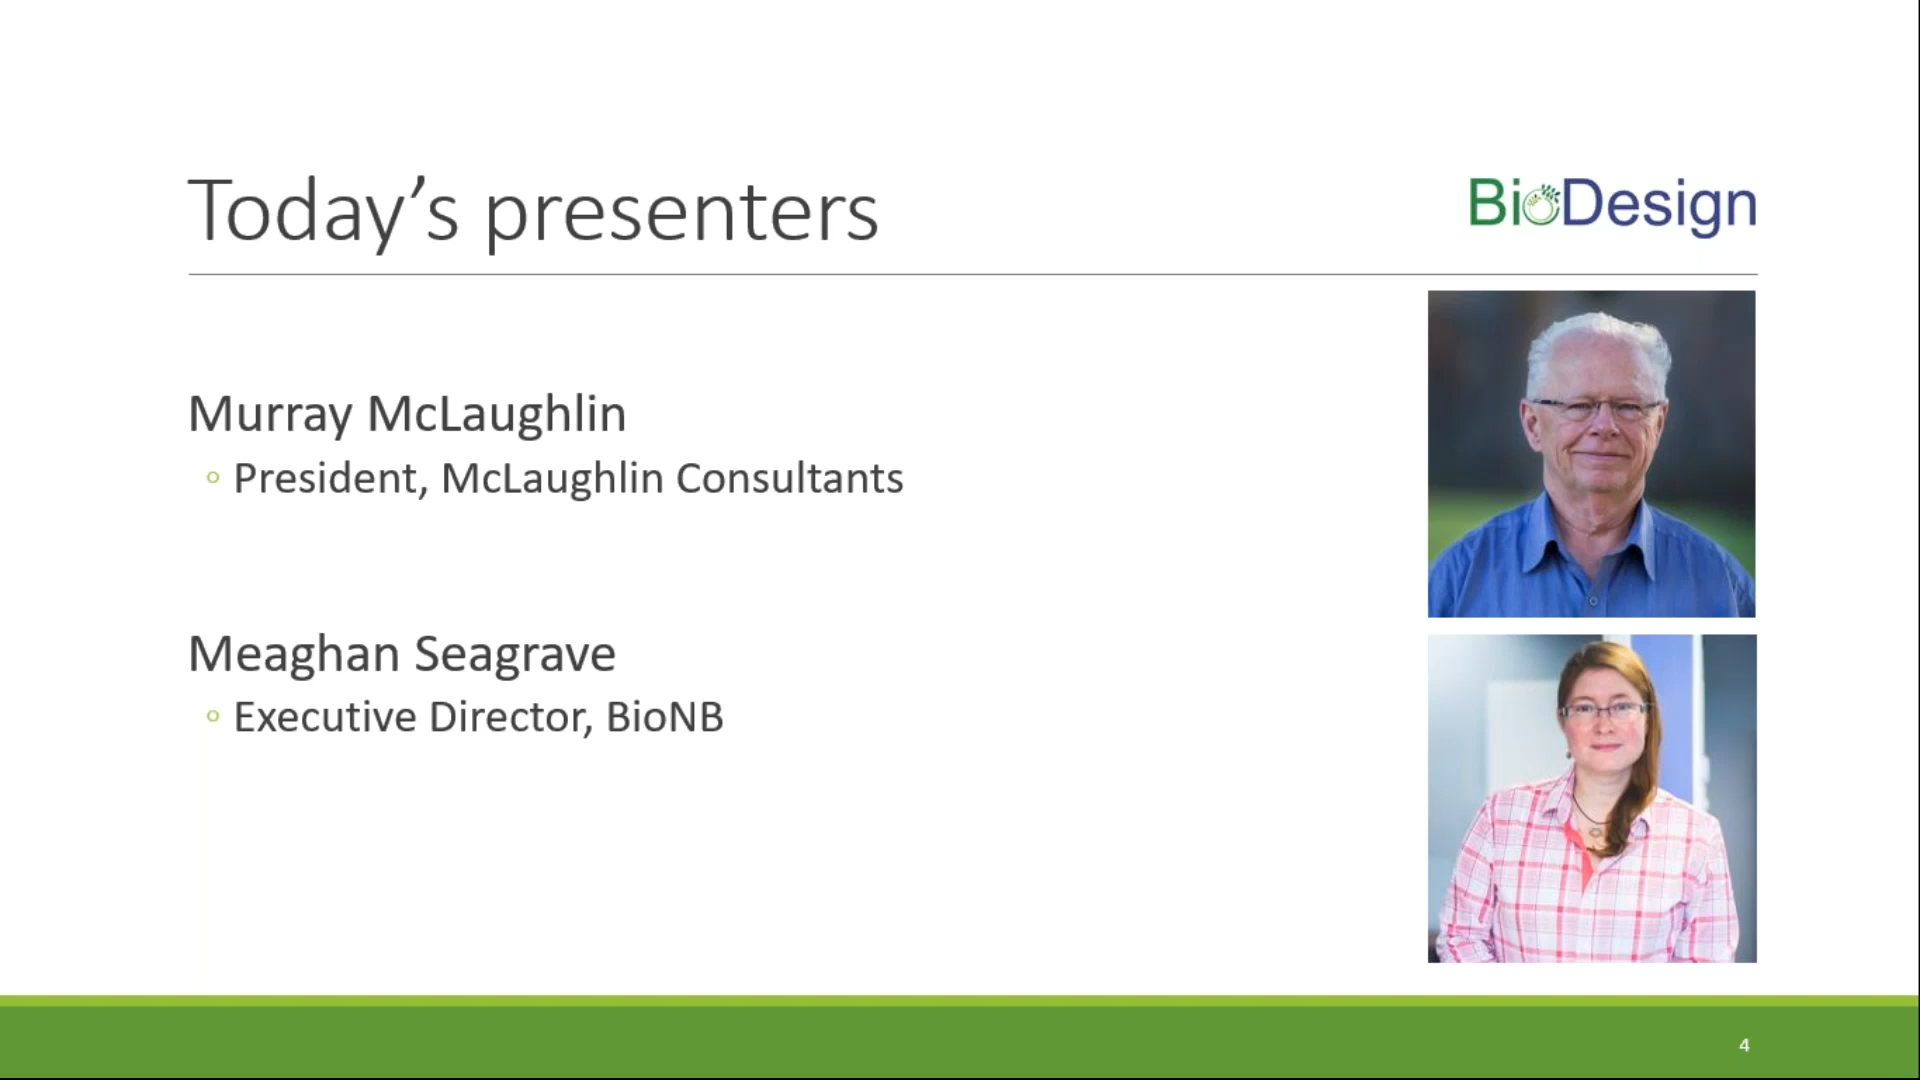 Today’s presenters
BioDesign
Murray McLaughlin
◦ President, McLaughlin Consultants
Meaghan Seagrave
◦ Executive Director, BioNB
4